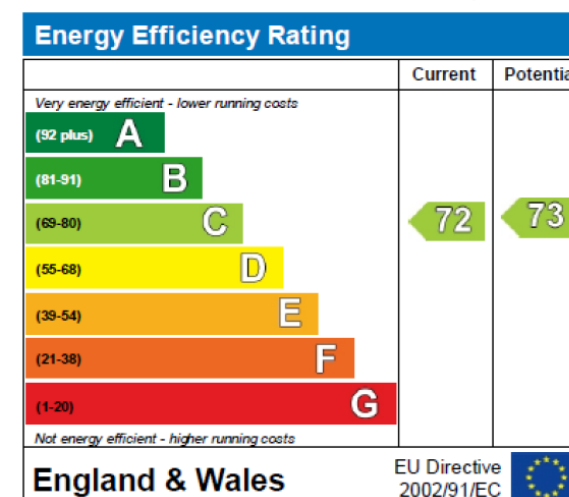 Energy Efficiency Rating
Current Potentia
Very energy efficient - lower running costs
(92 plus) A
(81-91) B
(69-80) C 72 73
(55-68) D
(39-54) E
(21-38) F
(1-20) G
Not energy efficient - higher running costs
England & Wales
EU Directive
2002/91/EC